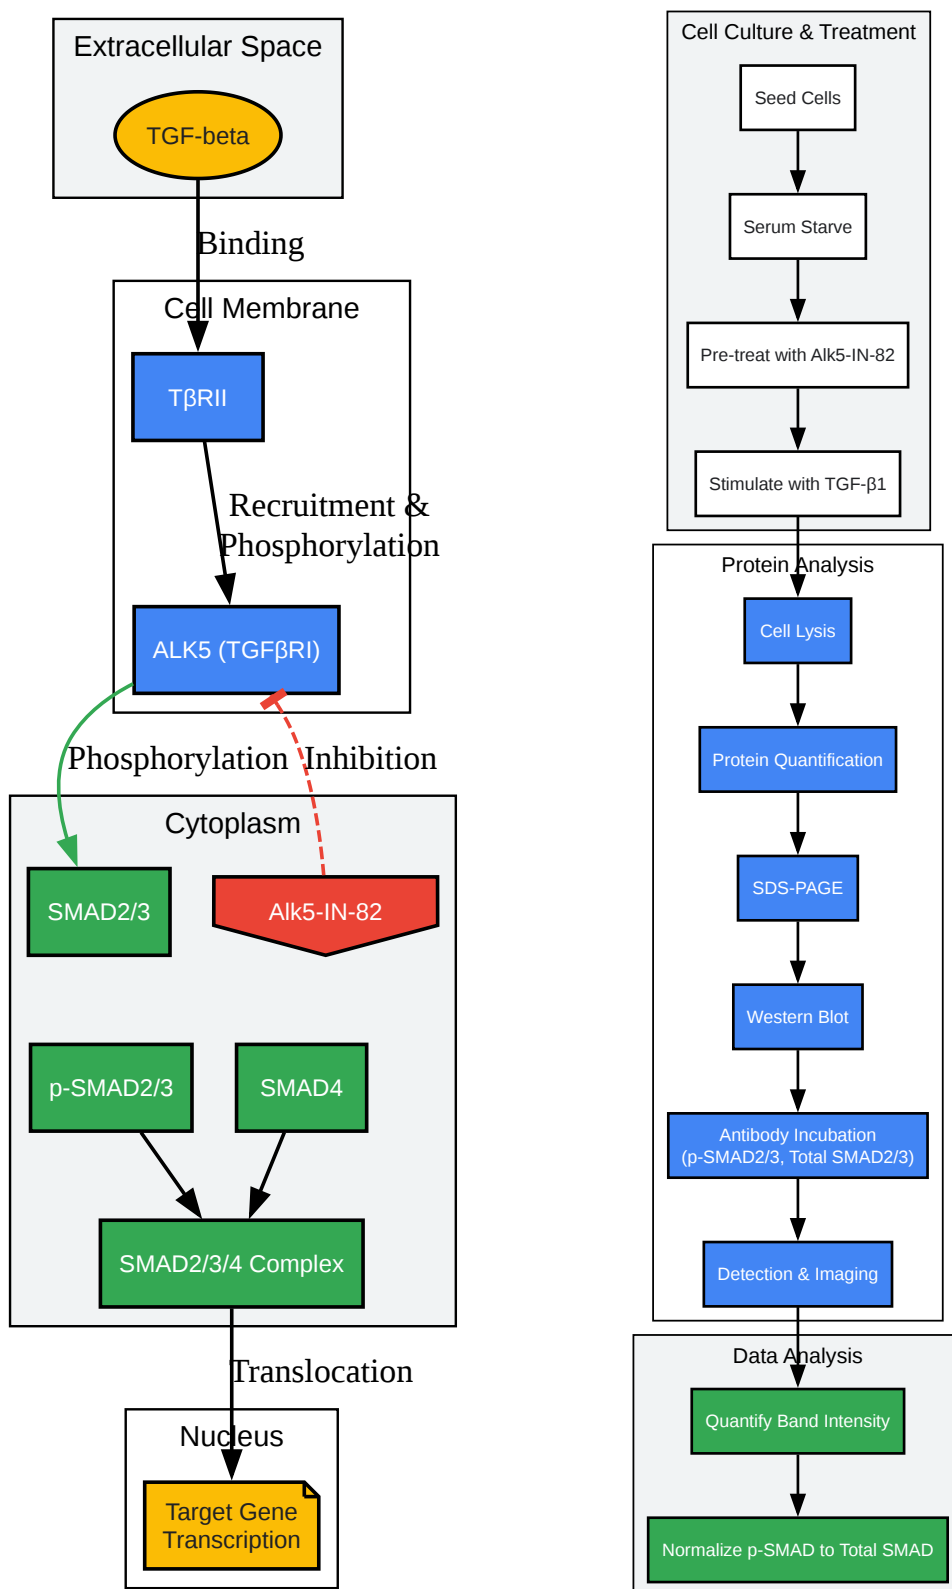 Extracellular Space
TGF-beta
Binding
Cell Membrane
TβRII
Recruitment &
Phosphorylation
ALK5 (TGFβRI)
Phosphorylation
Inhibition
Cytoplasm
SMAD2/3
Alk5-IN-82
p-SMAD2/3
SMAD4
SMAD2/3/4 Complex
Translocation
Nucleus
Target Gene
Transcription
Cell Culture & Treatment
Seed Cells
Serum Starve
Pre-treat with Alk5-IN-82
Stimulate with TGF-β1
Protein Analysis
Cell Lysis
Protein Quantification
SDS-PAGE
Western Blot
Antibody Incubation
(p-SMAD2/3, Total SMAD2/3)
Detection & Imaging
Data Analysis
Quantify Band Intensity
Normalize p-SMAD to Total SMAD